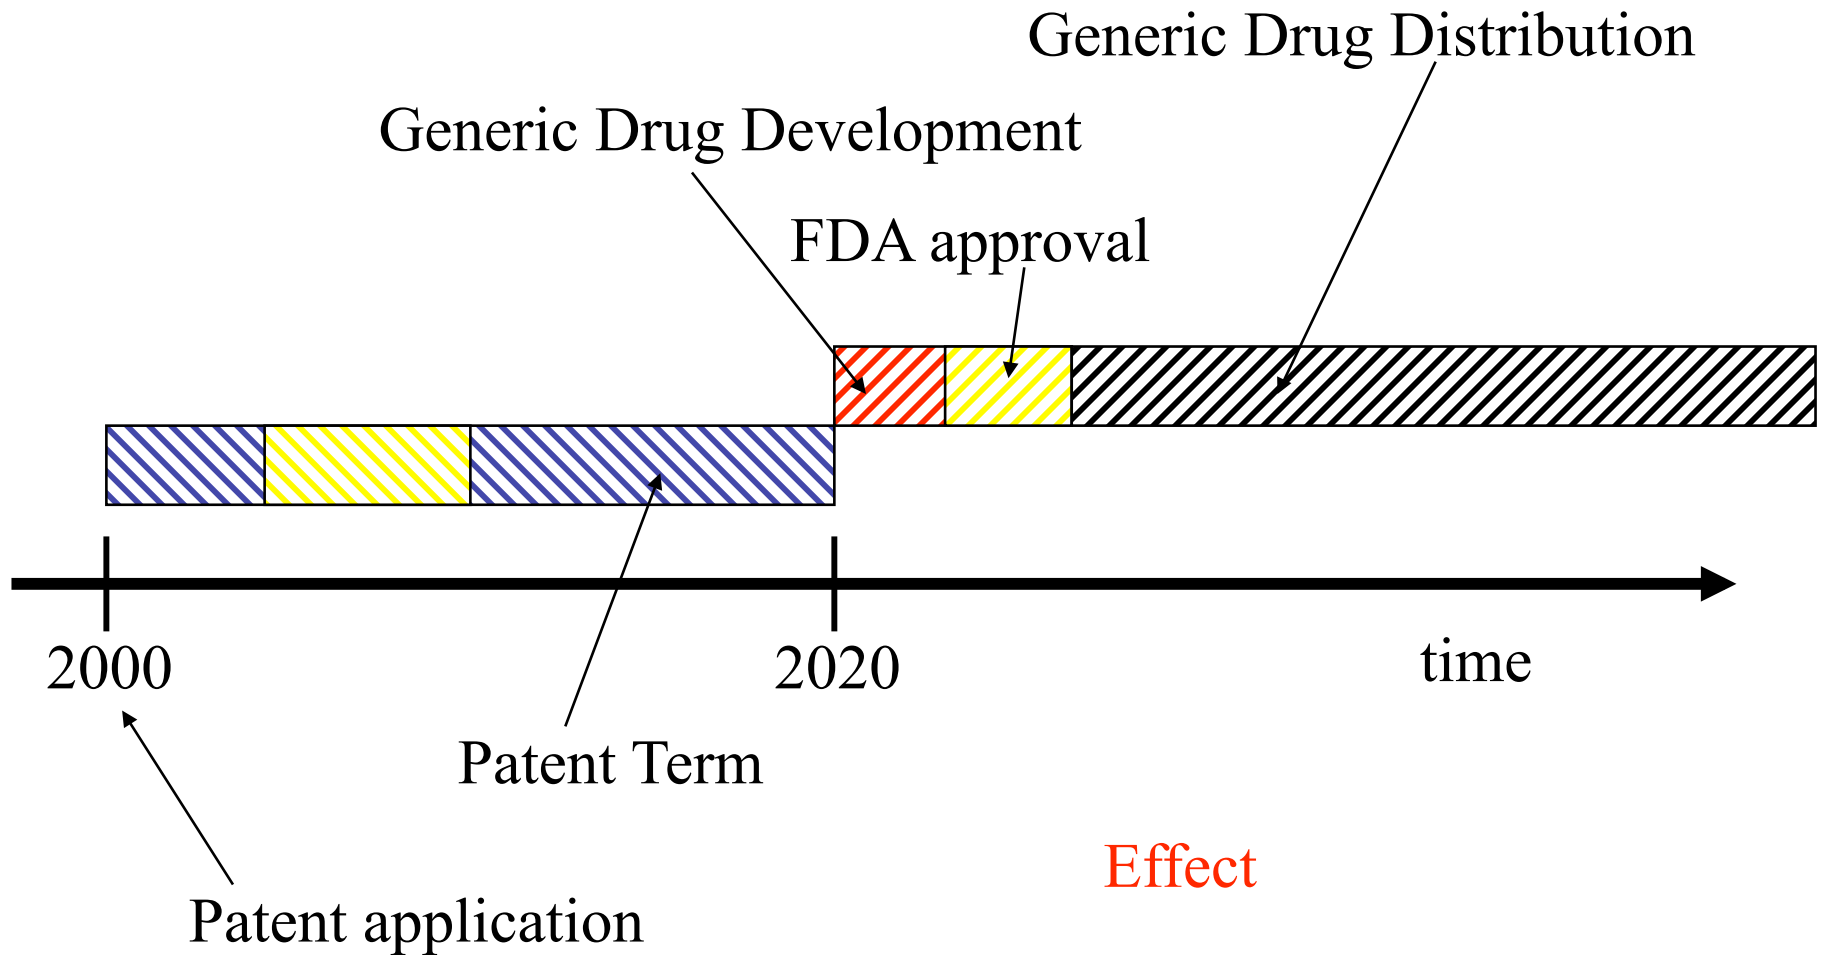 Generic Drug Distribution
Generic Drug Development
FDA approval
2000
2020
time
Patent Term
Effect
Patent application